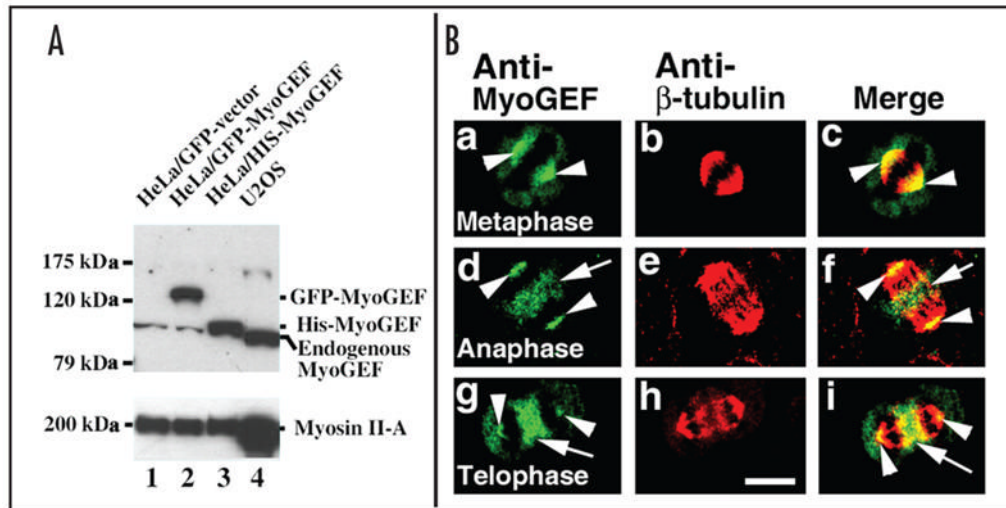 A
HeLa/GFP-vector
HeLa/GFP-MyoGEF
HeLa/HIS-MyoGEF
U2OS
175 kDa
120 kDa
79 kDa
GFP-MyoGEF
His-MyoGEF
Endogenous
MyoGEF
200 kDa
Myosin II-A
1 2 3 4
B
Anti-
MyoGEF
Anti-
β-tubulin
Merge
a
Metaphase
b
c
d
Anaphase
e
f
g
Telophase
h
i